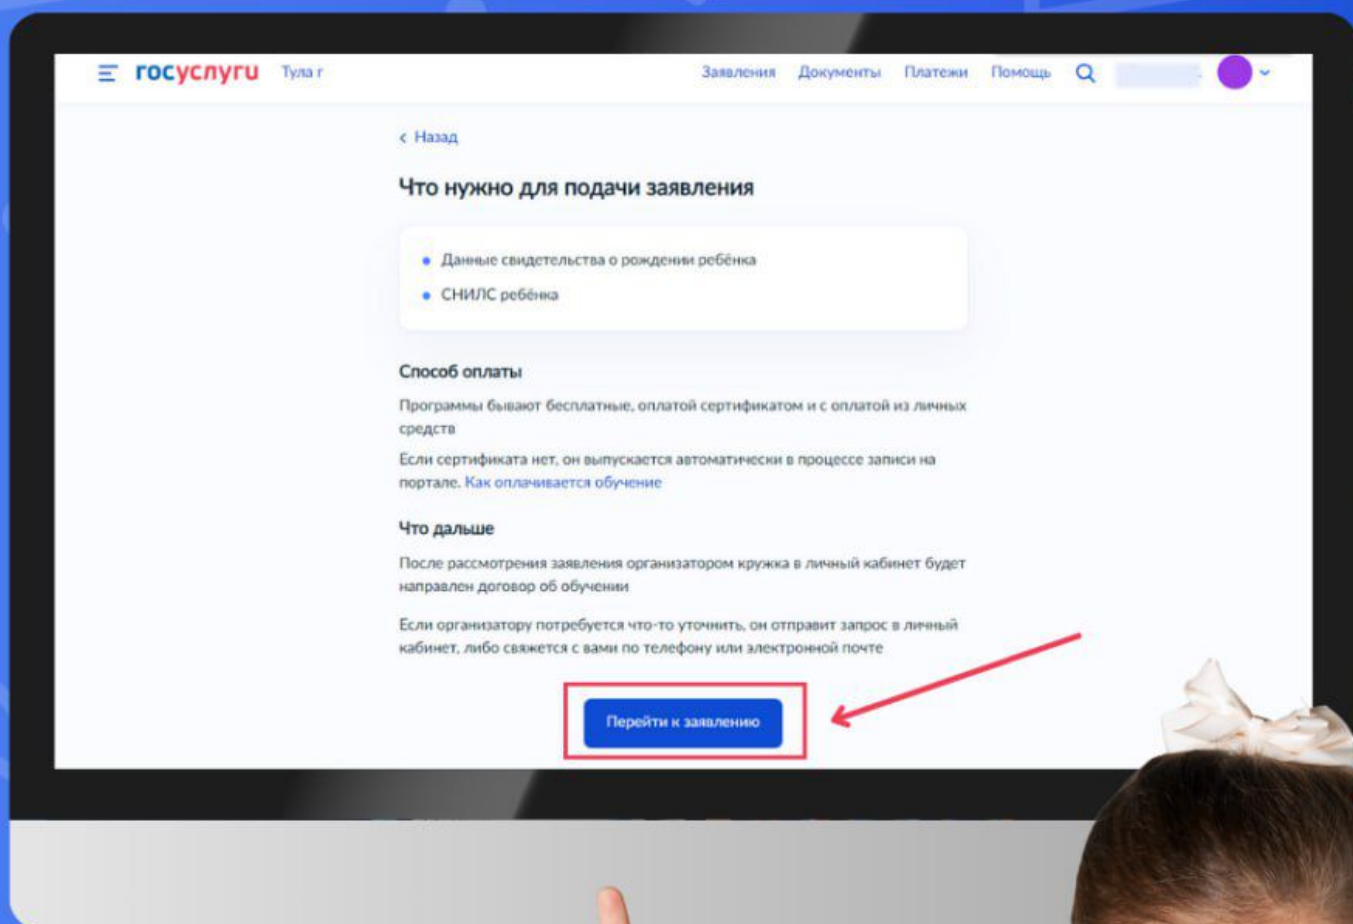 госуслуги Тула г Заявления Документы Платежи Помощь
Назад
Что нужно для подачи заявления
Данные свидетельства о рождении ребёнка
СНИЛС ребёнка
Способ оплаты
Программы бывают бесплатные, оплатой сертификатом и с оплатой из личных
средств
Если сертификата нет, он выпускается автоматически в процессе записи на
портале. Как оплачивается обучение
Что дальше
После рассмотрения заявления организатором кружка в личный кабинет будет
направлен договор об обучении
Если организатору потребуется что-то уточнить, он отправит запрос в личный
кабинет, либо свяжется с вами по телефону или электронной почте
Перейти к заявлению